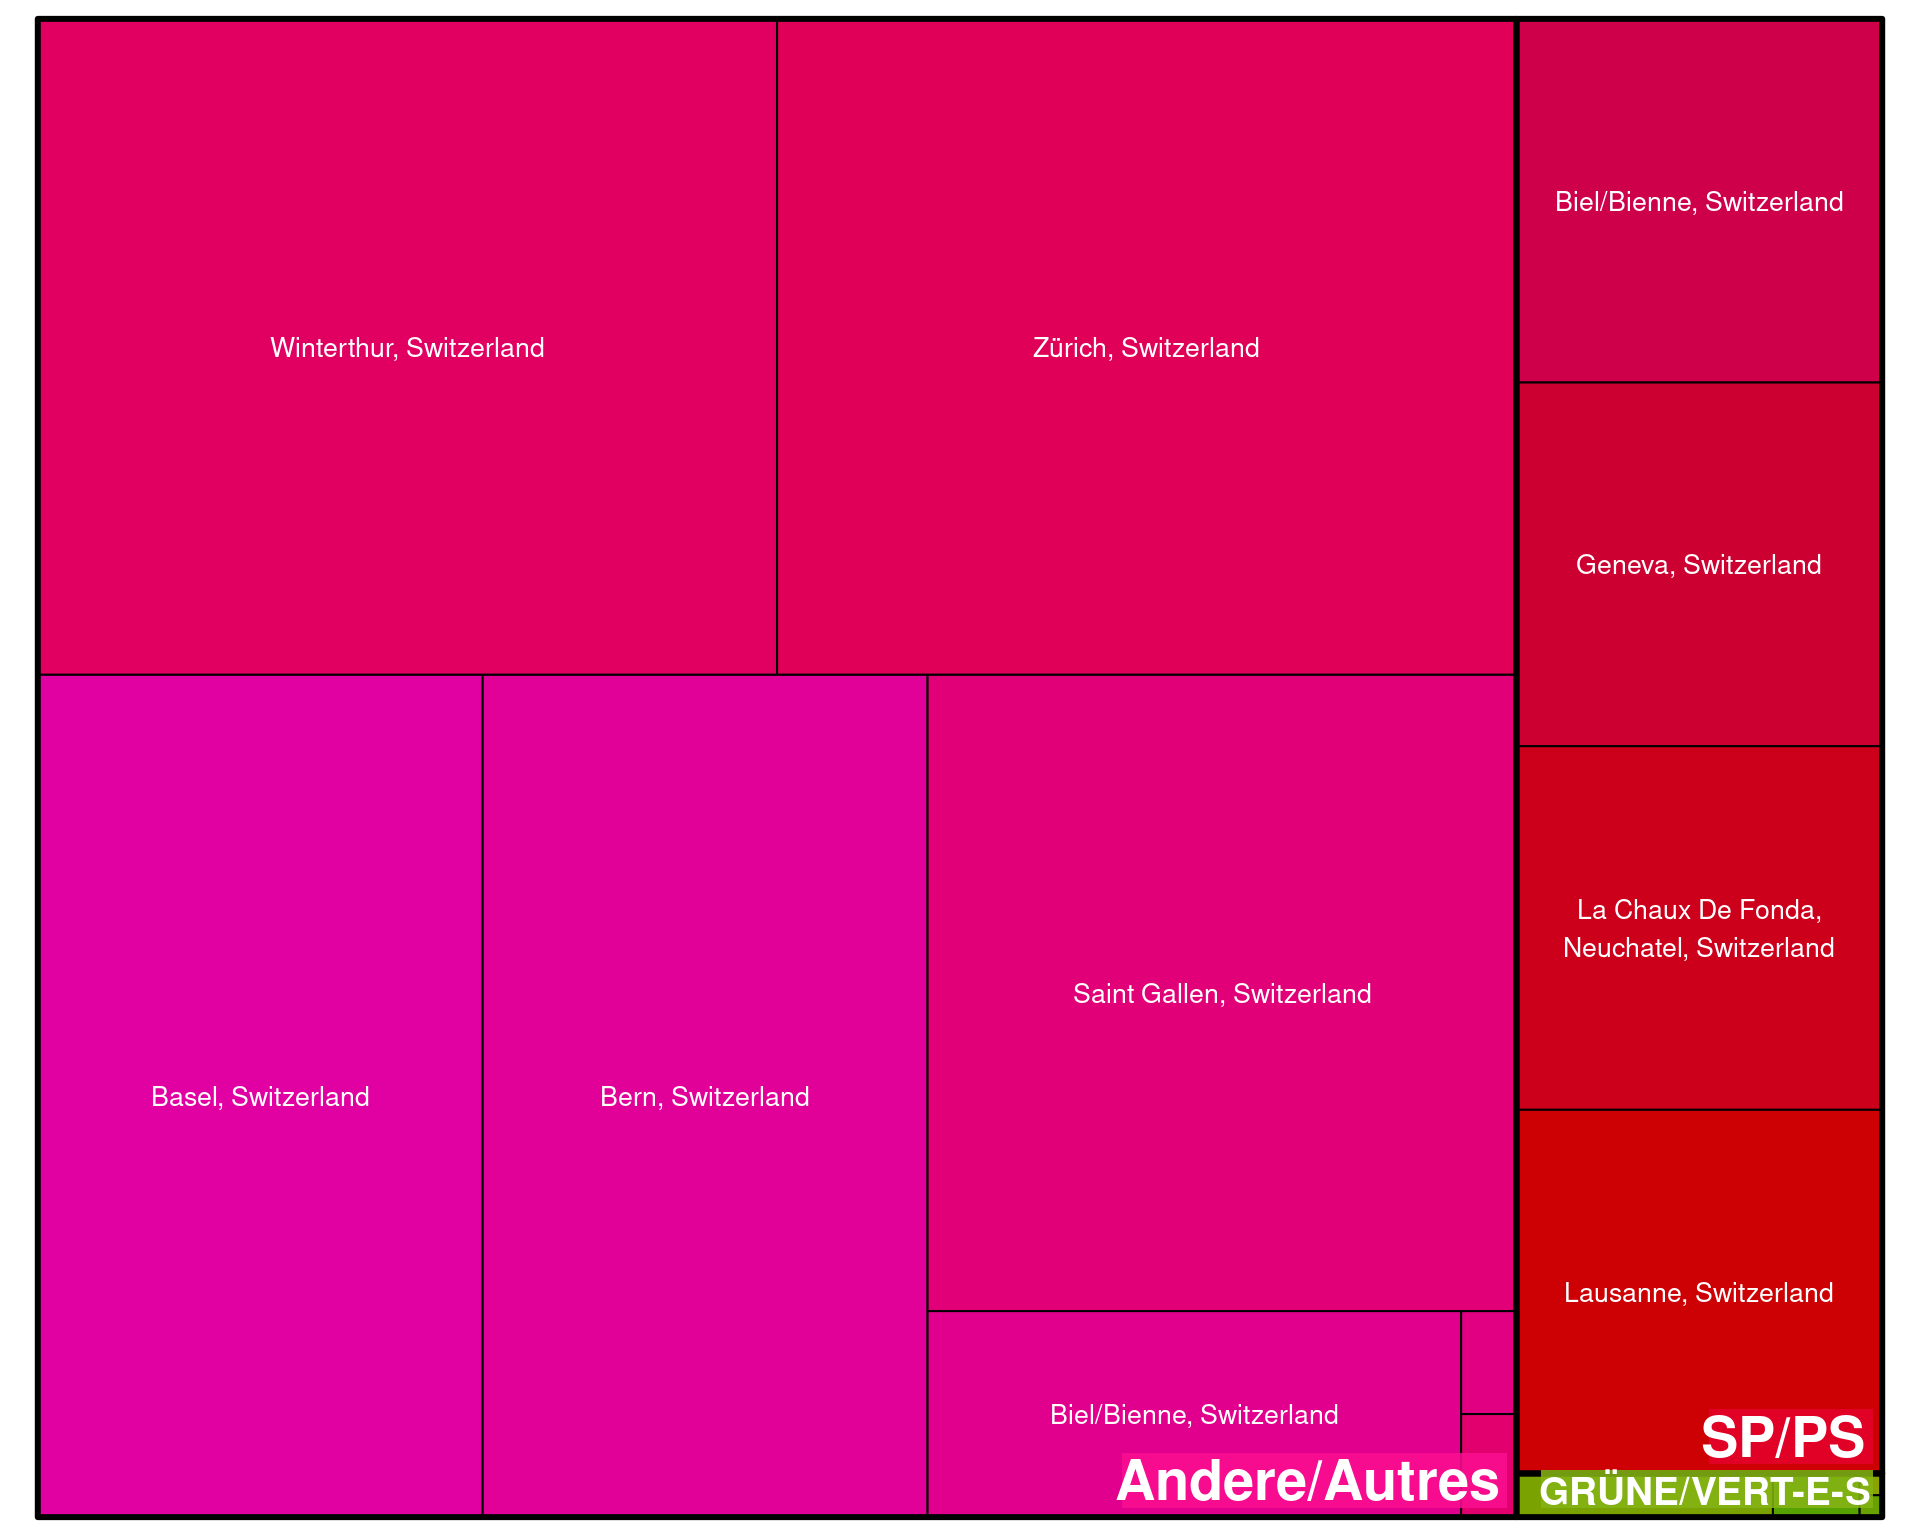 Winterthur, Switzerland
Zürich, Switzerland
Basel, Switzerland
Bern, Switzerland
Saint Gallen, Switzerland
Biel/Bienne, Switzerland
Andere/Autres
Biel/Bienne, Switzerland
Geneva, Switzerland
La Chaux De Fonda,
Neuchatel, Switzerland
Lausanne, Switzerland
SP/PS
GRÜNE/VERT-E-S